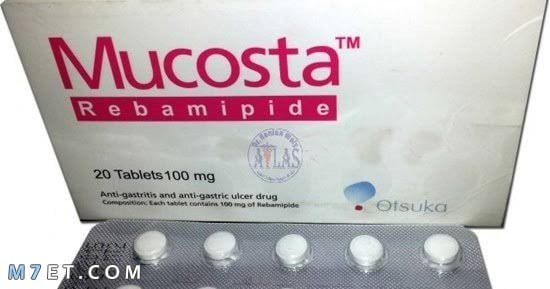 Mucosta™
Rebamipide
ATLAS
20 Tablets 100 mg
Anti-gastritis and anti-gastric ulcer drug
Composition: Each tablet contains 100 mg of Rebamipide
Otsuka
M7ET.COM